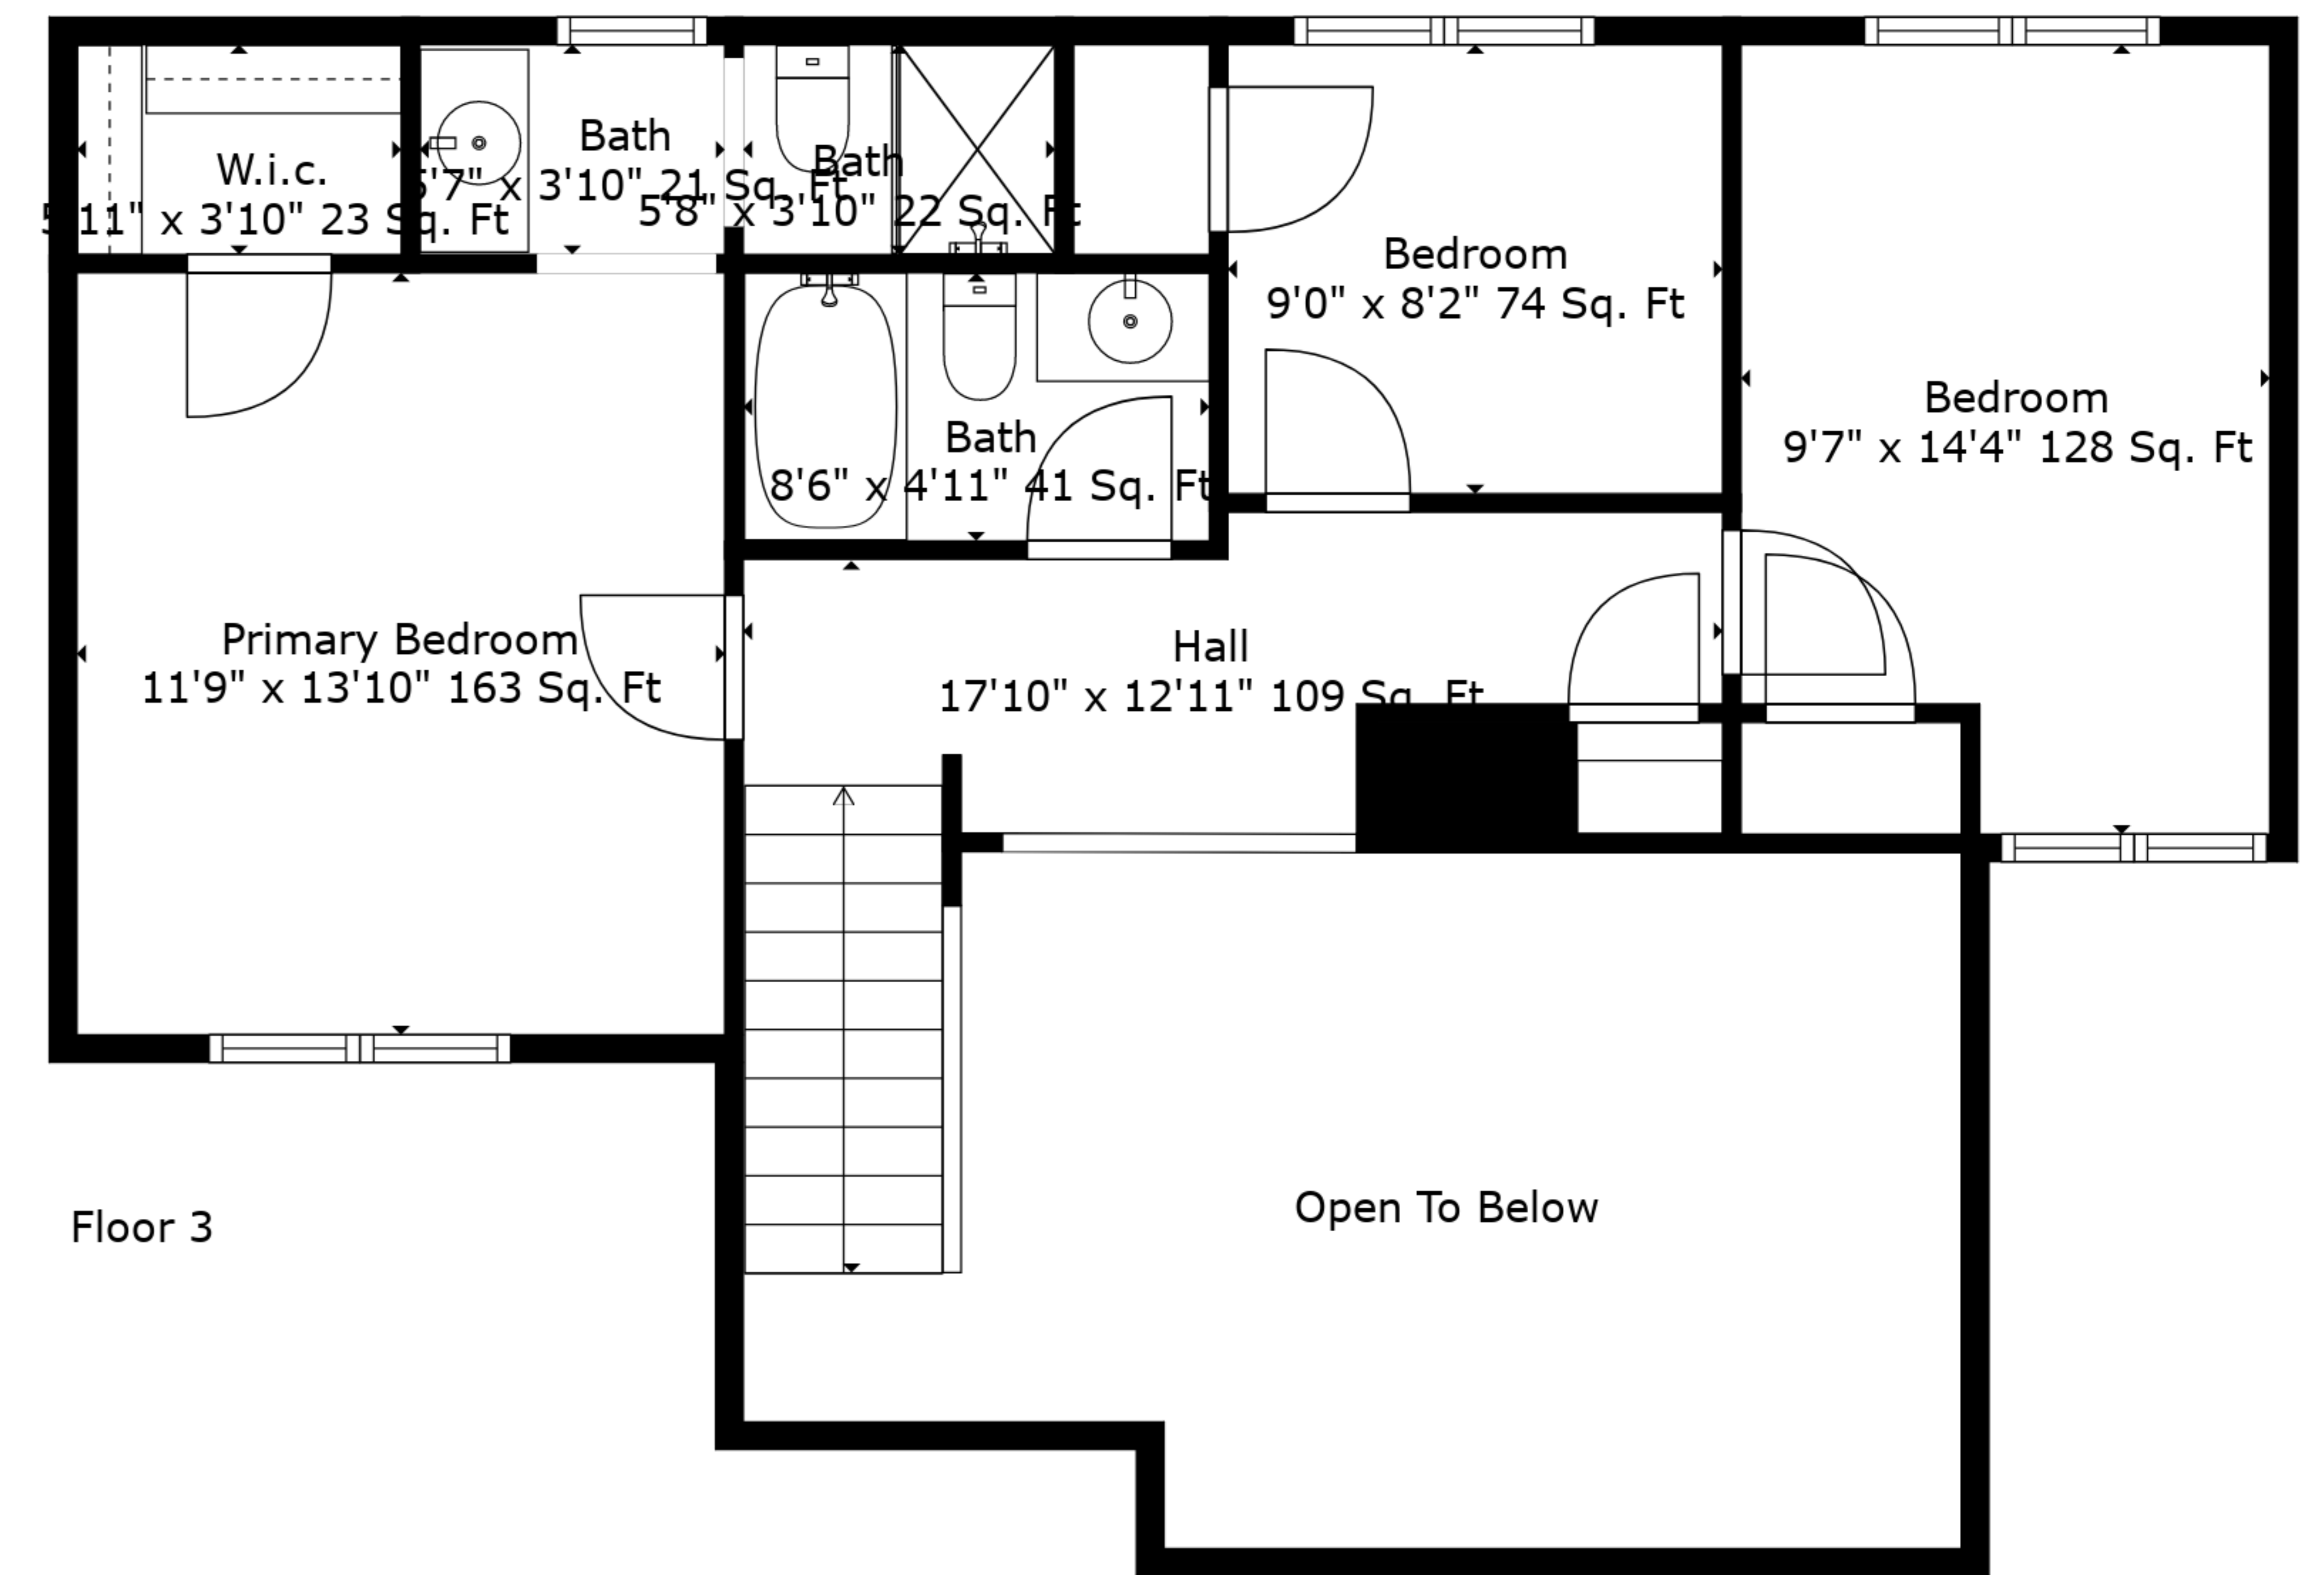 W.i.c.
5'11" x 3'10" 23 Sq. Ft
Bath
5'7" x 3'10" 21 Sq. Ft
Bath
5'8" x 3'10" 22 Sq. Ft
Bedroom
9'0" x 8'2" 74 Sq. Ft
Bedroom
9'7" x 14'4" 128 Sq. Ft
Bath
8'6" x 4'11" 41 Sq. Ft
Primary Bedroom
11'9" x 13'10" 163 Sq. Ft
Hall
17'10" x 12'11" 109 Sq. Ft
Open To Below
Floor 3